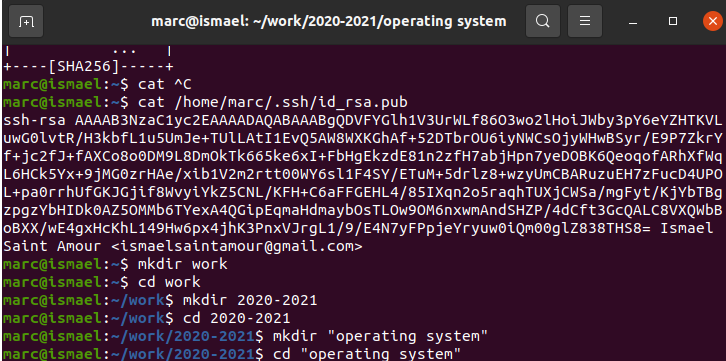 marc@ismael: ~/work/2020-2021/operating system
|          ...   |
+----[SHA256]-----+
marc@ismael:~$ cat ^C
marc@ismael:~$ cat /home/marc/.ssh/id_rsa.pub
ssh-rsa AAAAB3NzaC1yc2EAAAADAQABAAABgQDVFYGlh1V3UrWLf86O3wo2lHoiJWby3pY6eYZHTKVL
uwG0lvtR/H3kbfL1u5UmJe+TUlLAtI1EvQ5AW8WXKGhAf+52DTbrOU6iyNWCsOjyWHwBSyr/E9P7ZkrY
f+jc2fJ+fAXCo8o0DM9L8DmOkTk665ke6xI+FbHgEkzdE81n2zfH7abjHpn7yeDOBK6QeoqofARhXfWq
L6HCk5Yx+9jMG0zrHAe/xib1V2m2rtt00WY6sl1F4SY/ETuM+5drlz8+wzyUmCBARuzuEH7zFucD4UPO
L+pa0rrhUfGKJGjif8WvyiYkZ5CNL/KFH+C6aFFGEHL4/85IXqn2o5raqhTUXjCWSa/mgFyt/KjYbTBg
zpgzYbHIDk0AZ5OMMb6TYexA4QGipEqmaHdmaybOsTLOw9OM6nxwmAndSHZP/4dCft3GcQALC8VXQWbB
oBXX/wE4gxHcKhL149Hw6px4jhK3PnxVJrgL1/9/E4N7yFPpjeYryuw0iQm00glZ838THS8= Ismael
Saint Amour <ismaelsaintamour@gmail.com>
marc@ismael:~$ mkdir work
marc@ismael:~$ cd work
marc@ismael:~/work$ mkdir 2020-2021
marc@ismael:~/work$ cd 2020-2021
marc@ismael:~/work/2020-2021$ mkdir "operating system"
marc@ismael:~/work/2020-2021$ cd "operating system"